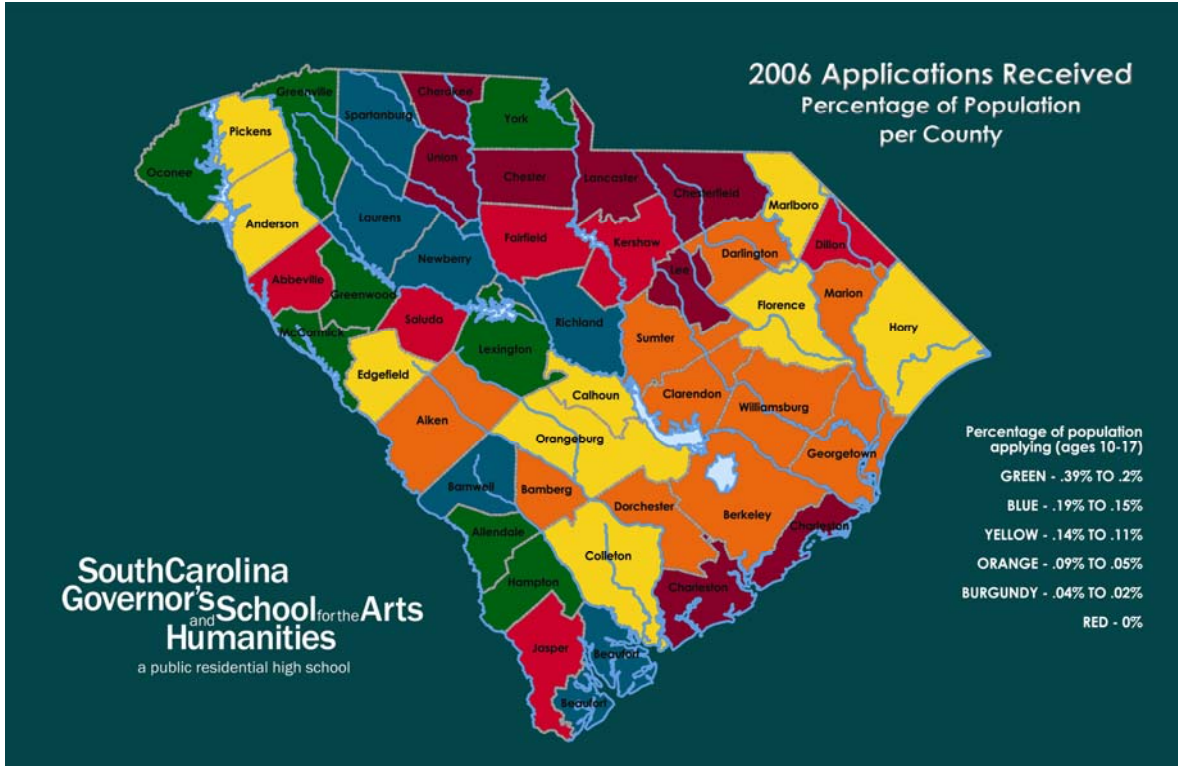 2006 Applications Received
Percentage of Population
per County
Greenville
Cherokee
Spartanburg
York
Pickens
Oconee
Union
Chester
Lancaster
Chesterfield
Marlboro
Anderson
Laurens
Fairfield
Kershaw
Darlington
Dillon
Newberry
Lee
Abbeville
Greenwood
Marion
Florence
Saluda
Richland
Horry
McCormick
Sumter
Lexington
Edgefield
Calhoun
Clarendon
Williamsburg
Aiken
Orangeburg
Georgetown
Barnwell
Bamberg
Dorchester
Berkeley
Charleston
Allendale
Colleton
Hampton
Charleston
Jasper
Beaufort
Beaufort
Percentage of population
applying (ages 10-17)
GREEN - .39% TO .2%
BLUE - .19% TO .15%
YELLOW - .14% TO .11%
ORANGE - .09% TO .05%
BURGUNDY - .04% TO .02%
RED - 0%
SouthCarolina
Governor's
and School for the Arts
Humanities
a public residential high school